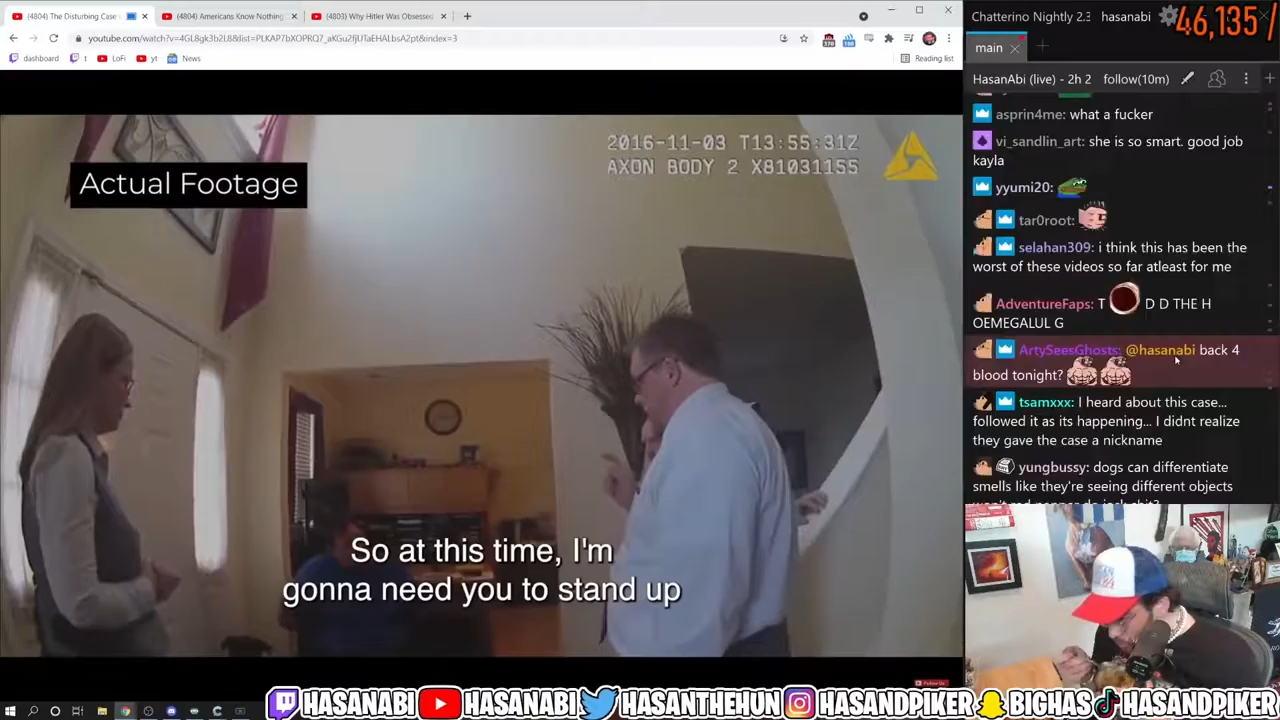 (4804) The Disturbing Case
(4804) Americans Know Nothing
(4803) Why Hitler Was Obsessed
youtube.com/watch?v=4GL8gk3b2L8&list=PLKAP7bXOPRQ7_aKGu2fjUTaEHALbsA2pt&index=3
dashboard
t
LoFi
yt
News
Reading list
Actual Footage
2016-11-03 T13:55:31Z
AXON BODY 2 X81031155
So at this time, I'm
gonna need you to stand up
Follow Us
Chatterino Nightly 2.3
hasanabi
46,135 /
main
HasanAbi (live) - 2h 2
follow(10m)
asprin4me: what a fucker
vi_sandlin_art: she is so smart. good job
kayla
yyumi20:
tar0root:
selahan309: i think this has been the
worst of these videos so far atleast for me
AdventureFaps: T D D THE H
OEMEGALUL G
ArtySeesGhosts: @hasanabi back 4
blood tonight?
tsamxxx: I heard about this case...
followed it as its happening... I didnt realize
they gave the case a nickname
yungbussy: dogs can differentiate
smells like they're seeing different objects
HASANABI HASANABI HASANTHEHUN HASANDPIKER BIGHAS HASANDPIKER